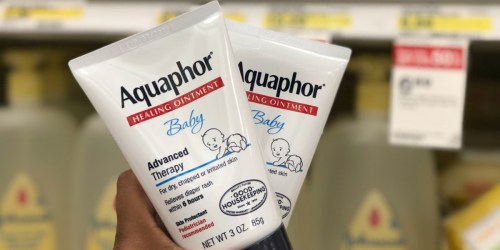 Aquaphor
HEALING OINTMENT
Baby
Advanced
Therapy
For dry, chapped or irritated skin
Relieves diaper rash
within 6 hours
Skin Protectant
Pediatrician
recommended
GOOD
HOUSEKEEPING
NET WT 3 OZ. 85g
Aquaphor
HEALING OINTMENT
Baby